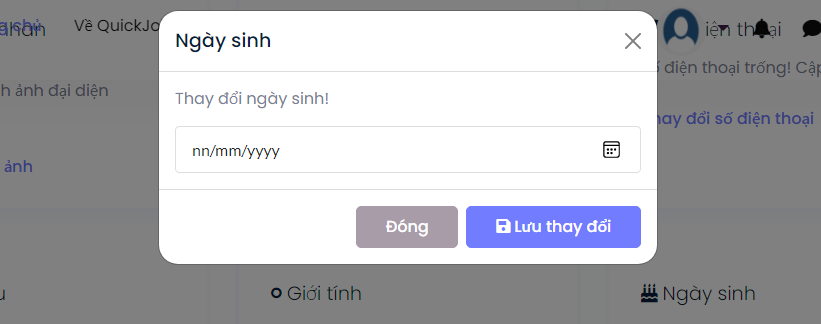 Về QuickJo
Ngày sinh
iện thoại
h ảnh đại diện
Thay đổi ngày sinh!
điện thoại trống! Cập
nn/mm/yyyy
hay đổi số điện thoại
ảnh
Đóng
Lưu thay đổi
Giới tính
Ngày sinh